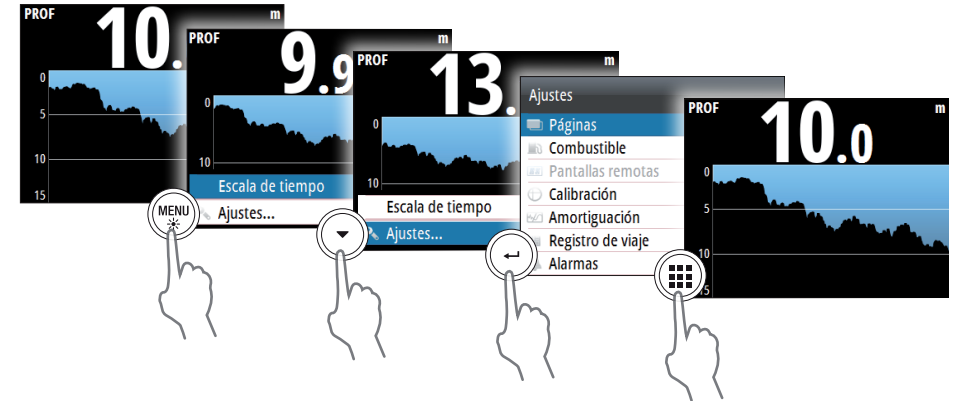 PROF m
10.
0
5
10
15
MENU
PROF m
9.9
0
10
Escala de tiempo
Ajustes...
PROF m
13.
0
10
Escala de tiempo
Ajustes...
Ajustes
Páginas
Combustible
Pantallas remotas
Calibración
Amortiguación
Registro de viaje
Alarmas
PROF m
10.0
0
5
10
5